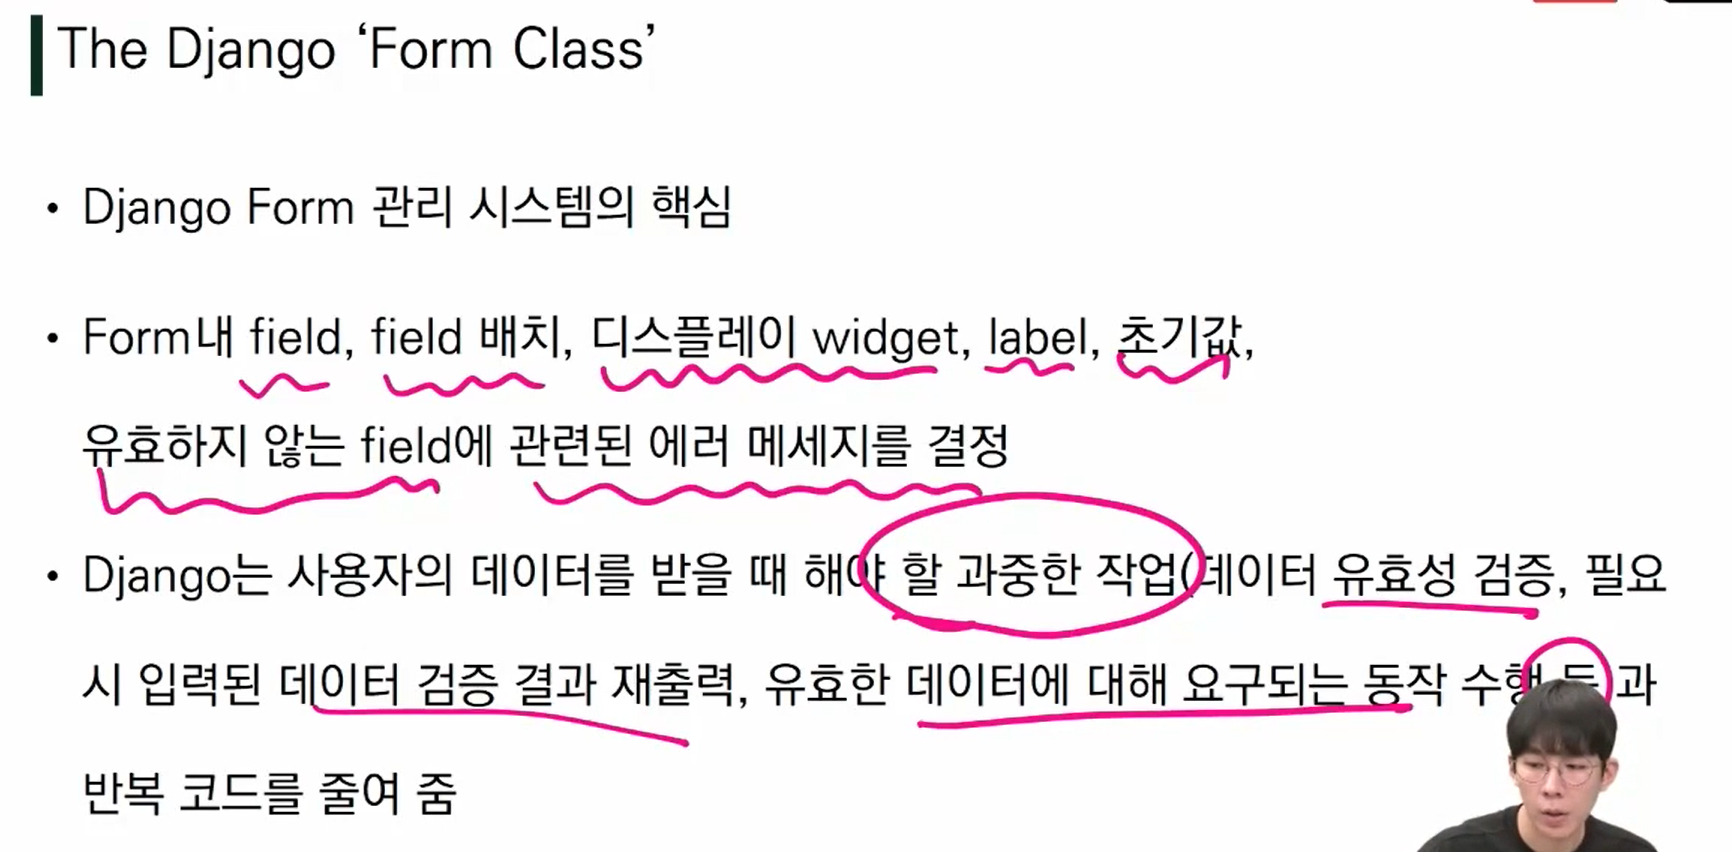 The Django ‘Form Class’
• Django Form 관리 시스템의 핵심
• Form내 field, field 배치, 디스플레이 widget, label, 초기값,
유효하지 않는 field에 관련된 에러 메세지를 결정
• Django는 사용자의 데이터를 받을 때 해야 할 과중한 작업(데이터 유효성 검증, 필요
시 입력된 데이터 검증 결과 재출력, 유효한 데이터에 대해 요구되는 동작 수행 과
반복 코드를 줄여 줌